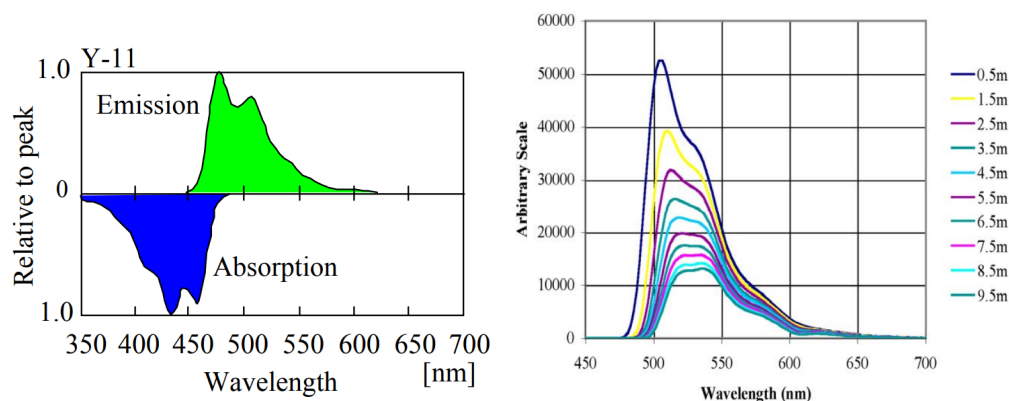 Y-11
1.0
Emission
0
Absorption
1.0
Relative to peak
350 400 450 500 550 600 650 700
Wavelength [nm]
60000
50000
40000
30000
20000
10000
0
Arbitrary Scale
450 500 550 600 650 700
Wavelength (nm)
0.5m
1.5m
2.5m
3.5m
4.5m
5.5m
6.5m
7.5m
8.5m
9.5m